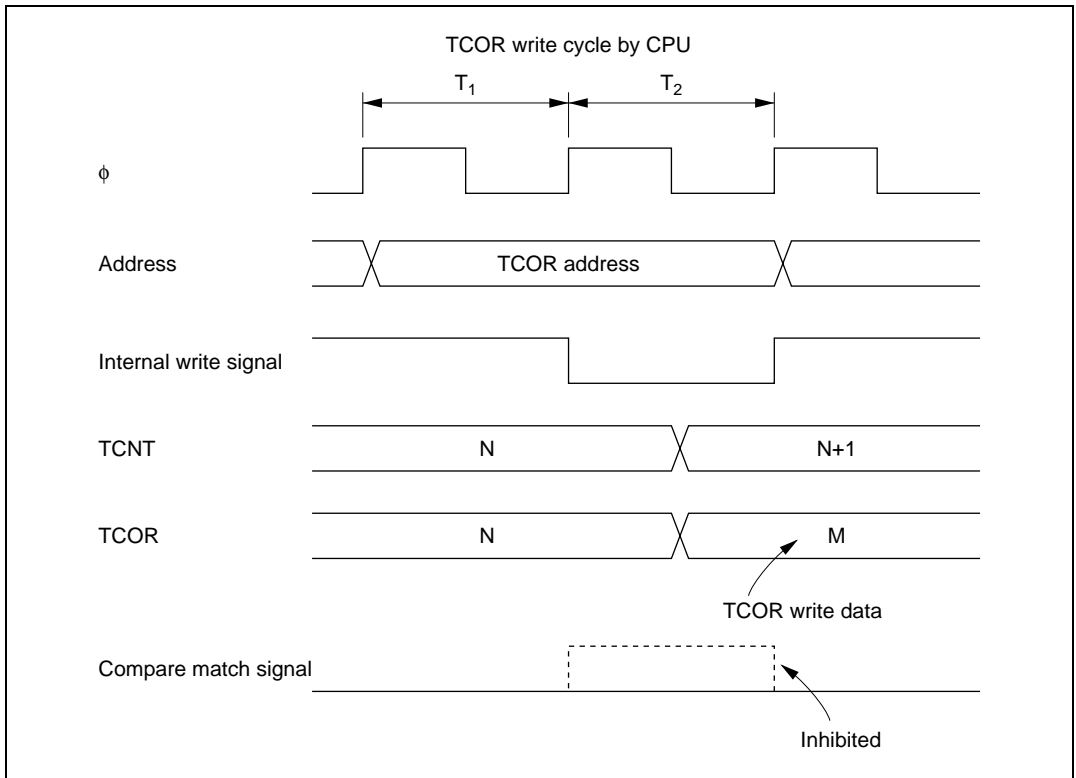 TCOR write cycle by CPU
T1 T2
φ
Address TCOR address
Internal write signal
TCNT N N+1
TCOR N M
TCOR write data
Compare match signal
Inhibited